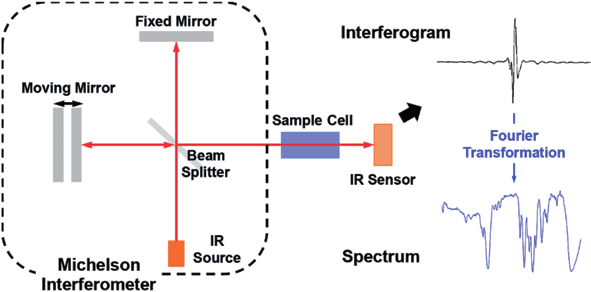 Fixed Mirror
Interferogram
Moving Mirror
Sample Cell
Beam
Splitter
IR Sensor
Fourier
Transformation
IR
Source
Spectrum
Michelson
Interferometer